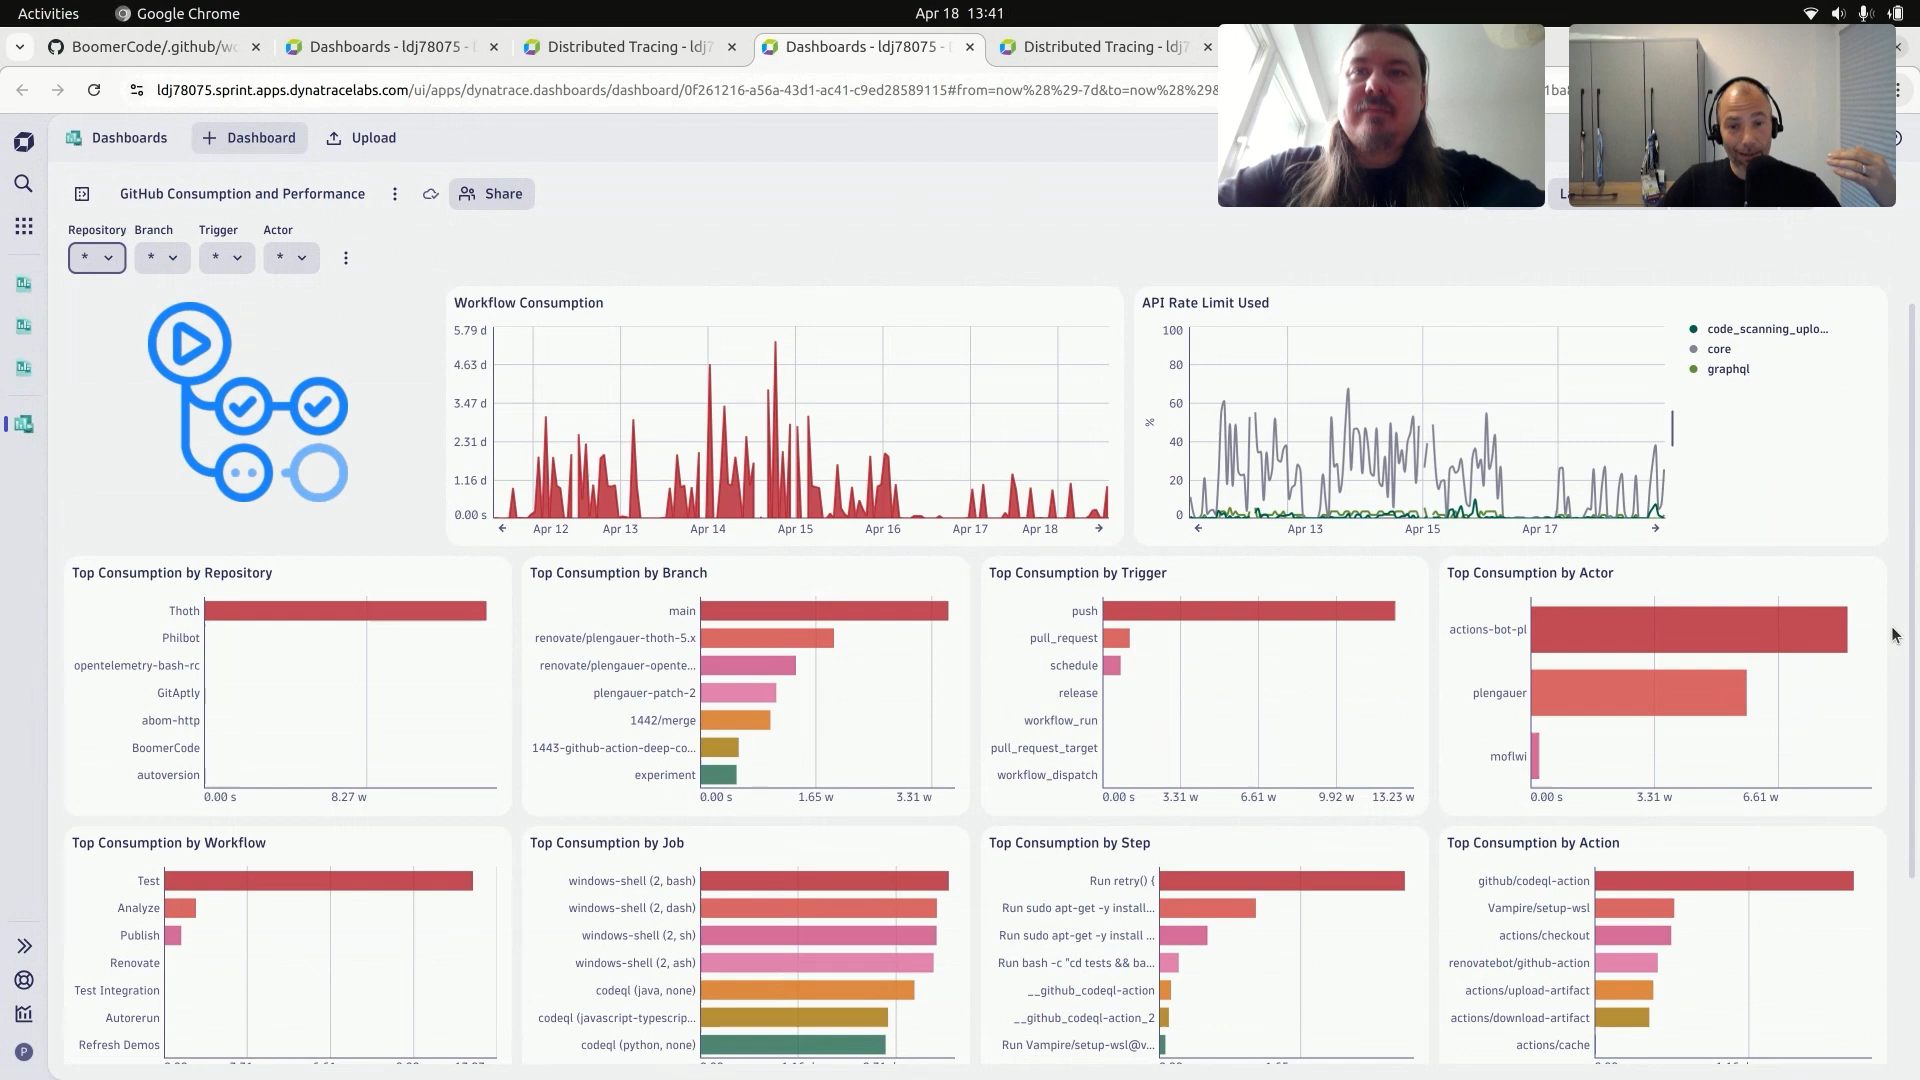 Activities
Google Chrome
Apr 18 13:41
BoomerCode/.github/wo
Dashboards - ldj78075 -
Distributed Tracing - ldj7
Dashboards - ldj78075 -
Distributed Tracing - ldj7
ldj78075.sprint.apps.dynatracelabs.com/ui/apps/dynatrace.dashboards/dashboard/0f261216-a56a-43d1-ac41-c9ed28589115#from=now%28%29-7d&to=now%28%29&
Dashboards
Dashboard
Upload
GitHub Consumption and Performance
Share
Repository Branch Trigger Actor
* * * *
Workflow Consumption
5.79 d
4.63 d
3.47 d
2.31 d
1.16 d
0.00 s
Apr 12 Apr 13 Apr 14 Apr 15 Apr 16 Apr 17 Apr 18
API Rate Limit Used
100
80
60
%
40
20
0
Apr 13 Apr 15 Apr 17
code_scanning_uplo...
core
graphql
Top Consumption by Repository
Thoth
Philbot
opentelemetry-bash-rc
GitAptly
abom-http
BoomerCode
autoversion
0.00 s 8.27 w
Top Consumption by Branch
main
renovate/plengauer-thoth-5.x
renovate/plengauer-opente...
plengauer-patch-2
1442/merge
1443-github-action-deep-co...
experiment
0.00 s 1.65 w 3.31 w
Top Consumption by Trigger
push
pull_request
schedule
release
workflow_run
pull_request_target
workflow_dispatch
0.00 s 3.31 w 6.61 w 9.92 w 13.23 w
Top Consumption by Actor
actions-bot-pl
plengauer
moflwi
0.00 s 3.31 w 6.61 w
Top Consumption by Workflow
Test
Analyze
Publish
Renovate
Test Integration
Autorerun
Refresh Demos
Top Consumption by Job
windows-shell (2, bash)
windows-shell (2, dash)
windows-shell (2, sh)
windows-shell (2, ash)
codeql (java, none)
codeql (javascript-typescrip...
codeql (python, none)
Top Consumption by Step
Run retry() {
Run sudo apt-get -y install...
Run sudo apt-get -y install ...
Run bash -c "cd tests && ba...
__github_codeql-action
__github_codeql-action_2
Run Vampire/setup-wsl@v...
Top Consumption by Action
github/codeql-action
Vampire/setup-wsl
actions/checkout
renovatebot/github-action
actions/upload-artifact
actions/download-artifact
actions/cache
P